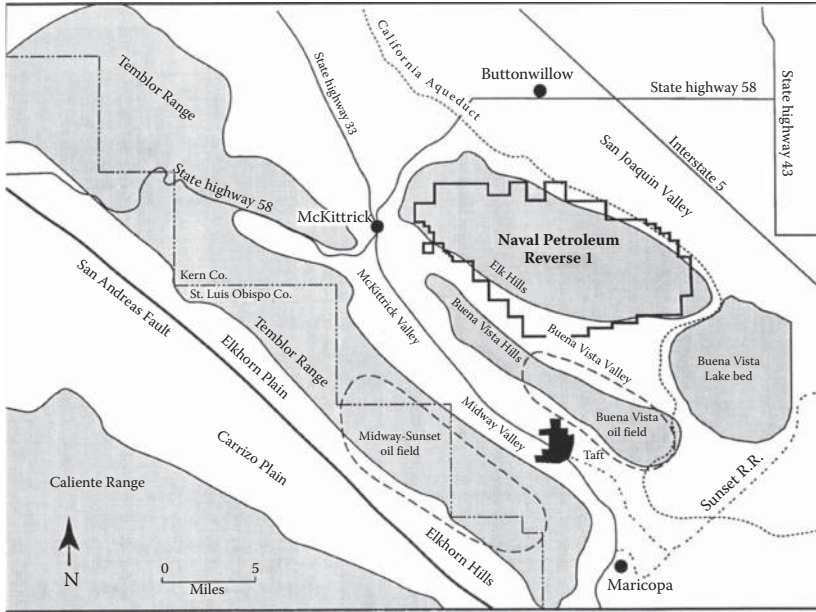 Temblor Range
State highway 33
California Aqueduct
Buttonwillow
State highway 58
State highway 43
San Joaquin Valley
Interstate 5
State highway 58
McKittrick
Naval Petroleum
Reverse 1
Elk Hills
Kern Co.
St. Luis Obispo Co.
San Andreas Fault
McKittrick Valley
Buena Vista Hills
Buena Vista Valley
Elkhorn Plain
Temblor Range
Buena Vista
Lake bed
Midway Valley
Buena Vista
oil field
Midway-Sunset
oil field
Carrizo Plain
Taft
Sunset R.R.
Caliente Range
Elkhorn Hills
N
0 5
Miles
Maricopa